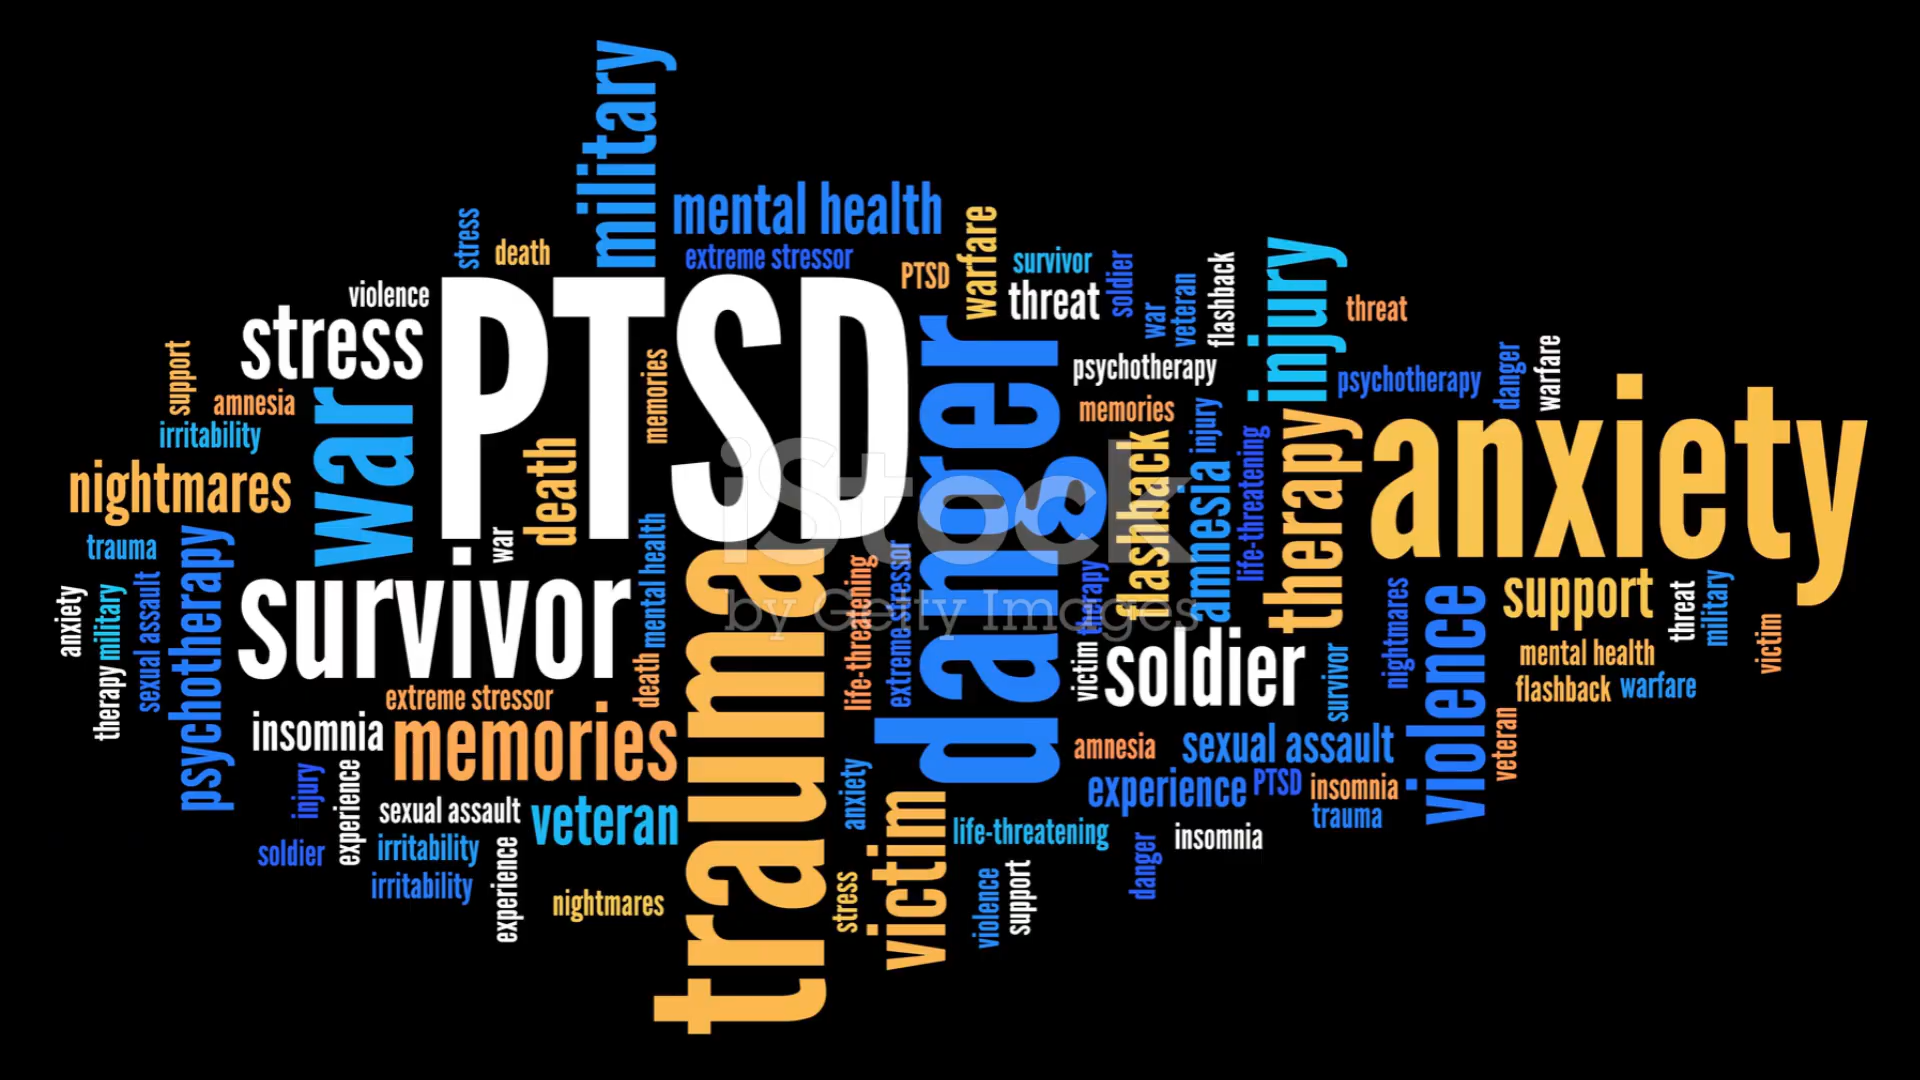 military
mental health
stress
death
extreme stressor
PTSD
warfare
survivor
soldier
threat
war
veteran
flashback
injury
threat
violence
stress
PTSD
memories
danger
psychotherapy
memories
injury
psychotherapy
danger
warfare
support
amnesia
irritability
war
death
anxiety
nightmares
flashback
amnesia
life-threatening
therapy
trauma
psychotherapy
war
mental health
iStock
by Getty Images
anxiety
military
therapy
sexual assault
survivor
death
trauma
life-threatening
extreme stressor
therapy
victim
soldier
survivor
nightmares
violence
support
threat
military
victim
mental health
flashback
warfare
veteran
extreme stressor
insomnia
memories
amnesia
sexual assault
experience
PTSD
insomnia
trauma
injury
experience
sexual assault
veteran
anxiety
victim
life-threatening
insomnia
danger
soldier
irritability
irritability
experience
nightmares
stress
violence
support